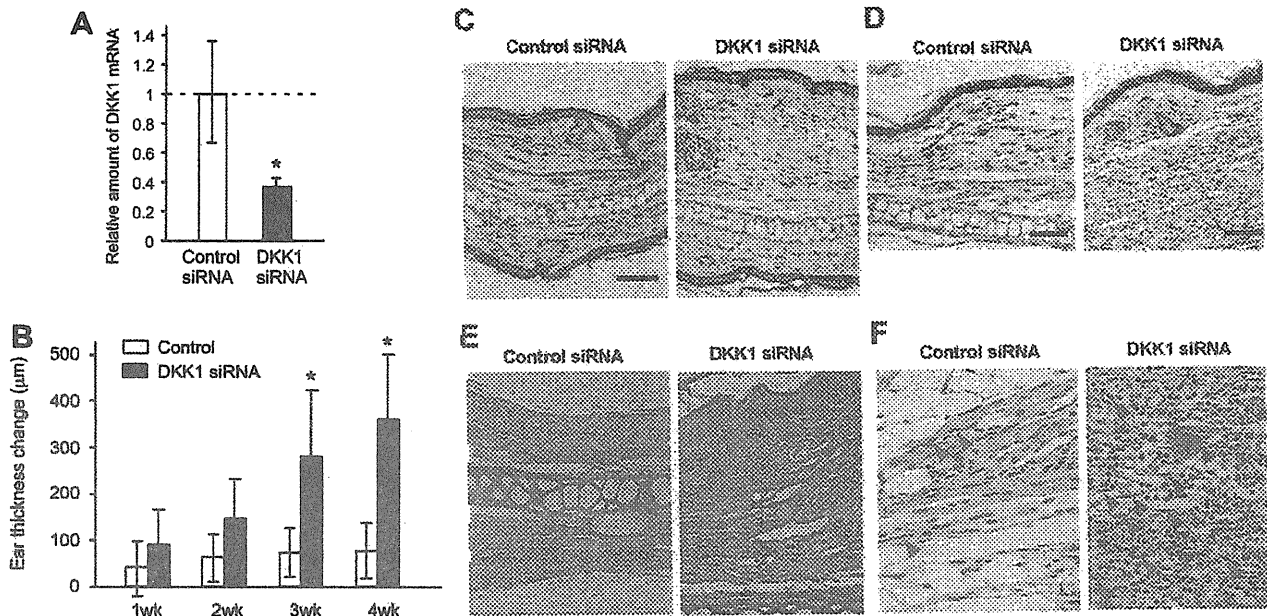 A
Relative amount of DKK1 mRNA
1.4
1.2
1
0.8
0.6
0.4
0.2
0
*
Control
siRNA
DKK1
siRNA
B
Ear thickness change (μm)
500
400
300
200
100
0
Control
DKK1 siRNA
*
*
1wk
2wk
3wk
4wk
C
Control siRNA
DKK1 siRNA
D
Control siRNA
DKK1 siRNA
E
Control siRNA
DKK1 siRNA
F
Control siRNA
DKK1 siRNA